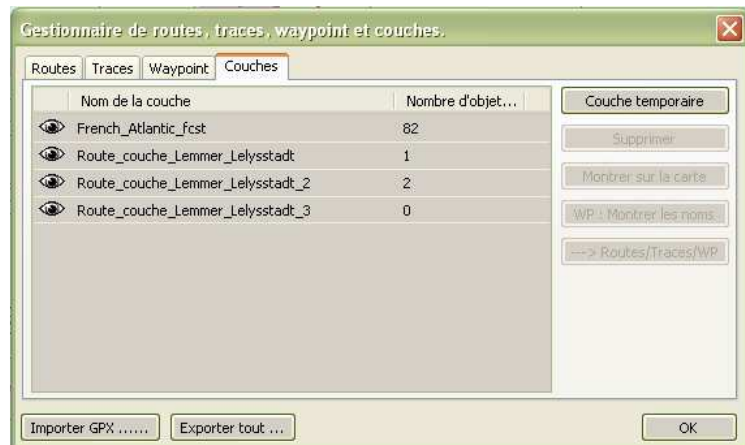 Gestionnaire de routes, traces, waypoint et couches.
Routes Traces Waypoint Couches
Nom de la couche Nombre d'objet...
French_Atlantic_fcst 82
Route_couche_Lemmer_Lelysstadt 1
Route_couche_Lemmer_Lelysstadt_2 2
Route_couche_Lemmer_Lelysstadt_3 0
Couche temporaire
Supprimer
Montrer sur la carte
WP : Montrer les noms
---> Routes/Traces/WP
Importer GPX ...... Exporter tout ... OK